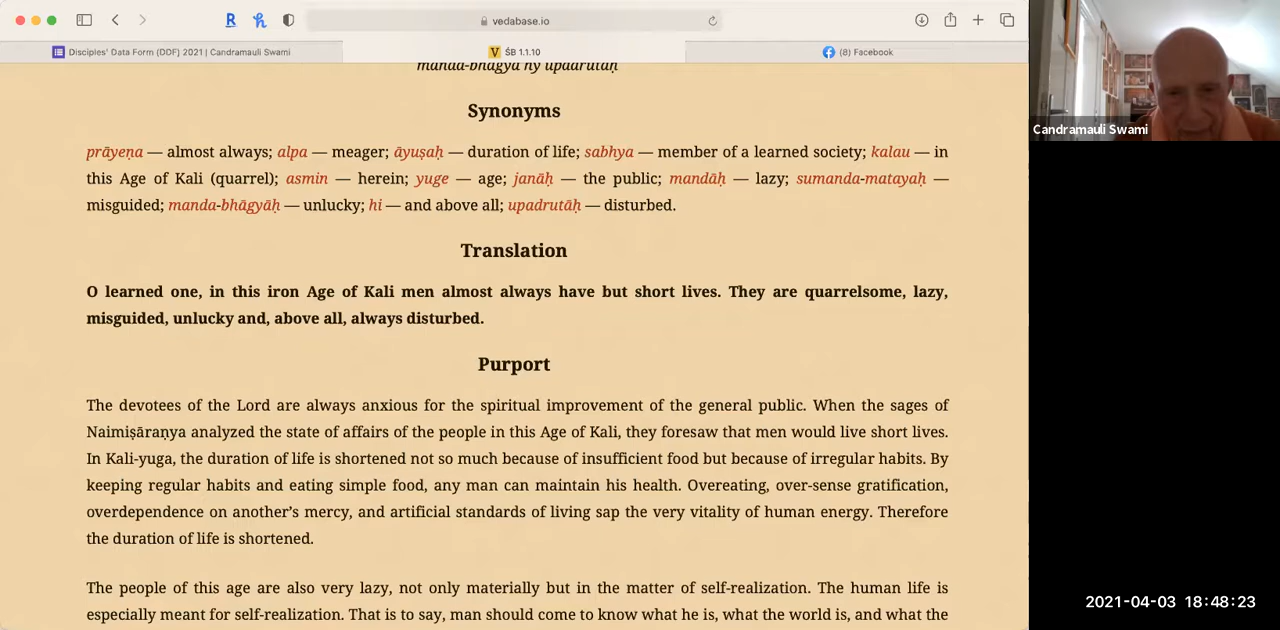 vedabase.io
Disciples' Data Form (DDF) 2021 | Candramauli Swami
V ŚB 1.1.10
(8) Facebook
manda-bhāgyā hy upadrutāḥ
Synonyms
prāyeṇa — almost always; alpa — meager; āyuṣaḥ — duration of life; sabhya — member of a learned society; kalau — in
this Age of Kali (quarrel); asmin — herein; yuge — age; janāḥ — the public; mandāḥ — lazy; sumanda-matayaḥ —
misguided; manda-bhāgyāḥ — unlucky; hi — and above all; upadrutāḥ — disturbed.
Translation
O learned one, in this iron Age of Kali men almost always have but short lives. They are quarrelsome, lazy,
misguided, unlucky and, above all, always disturbed.
Purport
The devotees of the Lord are always anxious for the spiritual improvement of the general public. When the sages of
Naimiṣāraṇya analyzed the state of affairs of the people in this Age of Kali, they foresaw that men would live short lives.
In Kali-yuga, the duration of life is shortened not so much because of insufficient food but because of irregular habits. By
keeping regular habits and eating simple food, any man can maintain his health. Overeating, over-sense gratification,
overdependence on another's mercy, and artificial standards of living sap the very vitality of human energy. Therefore
the duration of life is shortened.
The people of this age are also very lazy, not only materially but in the matter of self-realization. The human life is
especially meant for self-realization. That is to say, man should come to know what he is, what the world is, and what the
Candramauli Swami
2021-04-03 18:48:23